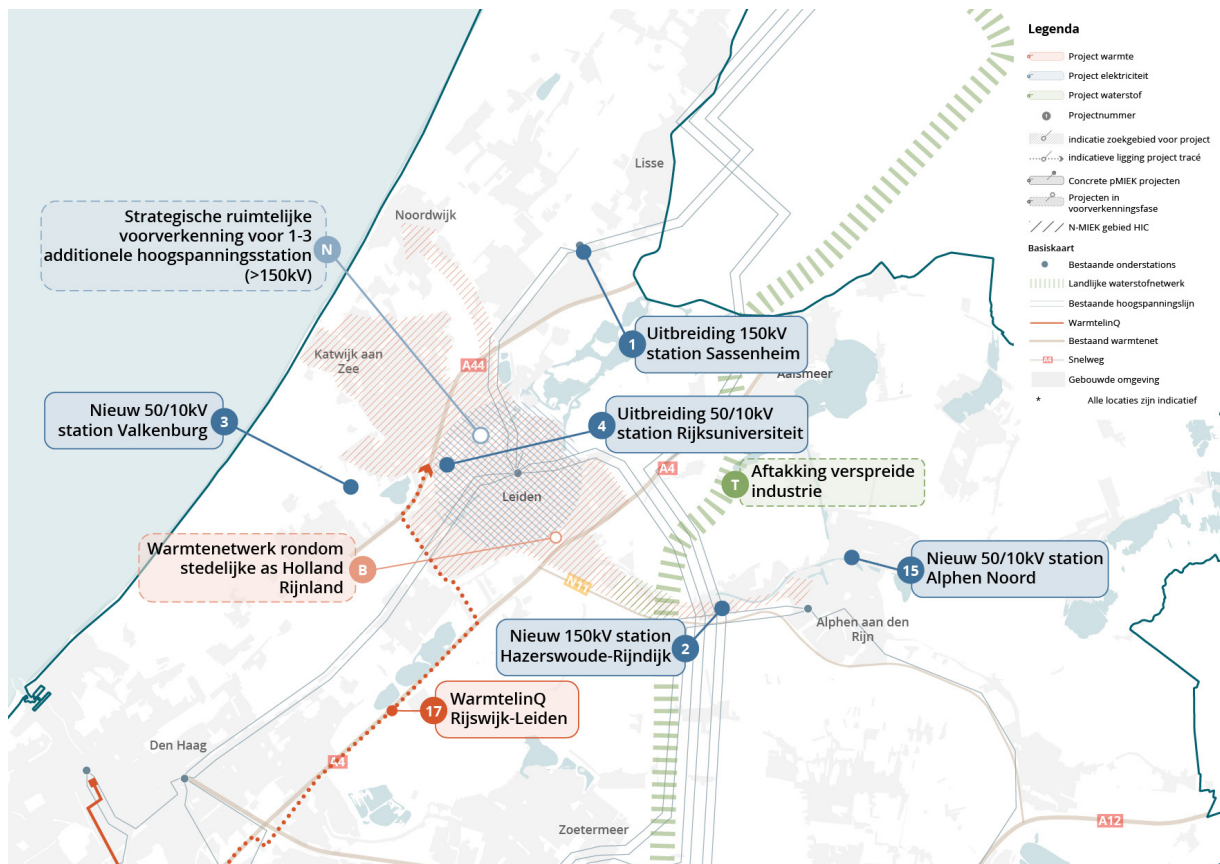 Legenda
Project warmte
Project elektriciteit
Project waterstof
Projectnummer
indicatie zoekgebied voor project
indicatieve ligging project tracé
Concrete pMIEK projecten
Projecten in
voorverkenningsfase
N-MIEK gebied HIC
Basiskaart
Bestaande onderstations
Landlijke waterstofnetwerk
Bestaande hoogspanningslijn
WarmtelinQ
Bestaand warmtenet
A4
Snelweg
Gebouwde omgeving
* Alle locaties zijn indicatief
Lisse
Noordwijk
Strategische ruimtelijke
voorverkenning voor 1-3
additionele hoogspanningsstation
(>150kV)
N
1
Uitbreiding 150kV
station Sassenheim
Katwijk aan
Zee
A44
Aalsmeer
Nieuw 50/10kV
station Valkenburg
3
4
Uitbreiding 50/10kV
station Rijksuniversiteit
A4
Leiden
T
Aftakking verspreide
industrie
Warmtenetwerk rondom
stedelijke as Holland
Rijnland
B
N11
15
Nieuw 50/10kV station
Alphen Noord
Alphen aan den
Rijn
Nieuw 150kV station
Hazerswoude-Rijndijk
2
17
WarmtelinQ
Rijswijk-Leiden
Den Haag
A4
Zoetermeer
A12